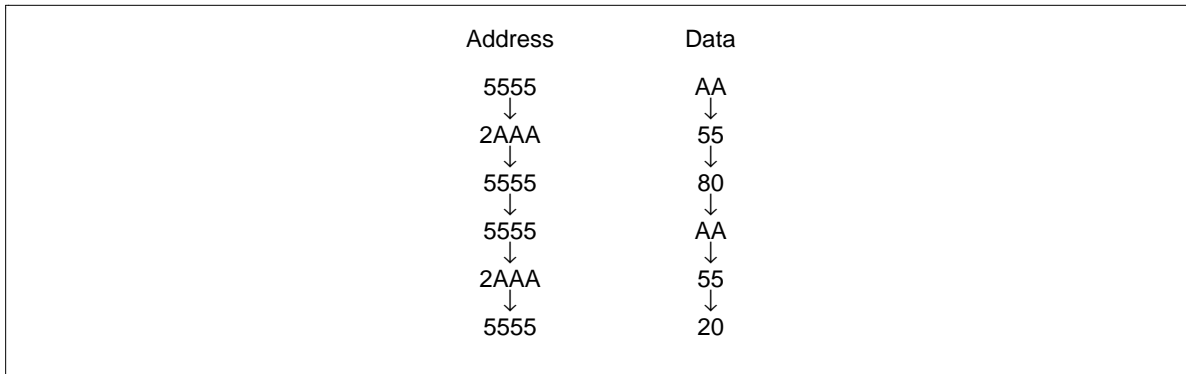 Address Data
5555 AA
↓ ↓
2AAA 55
↓ ↓
5555 80
↓ ↓
5555 AA
↓ ↓
2AAA 55
↓ ↓
5555 20